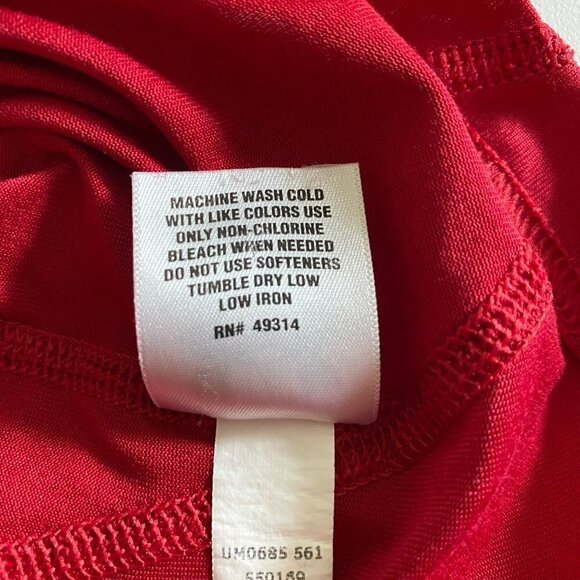 MACHINE WASH COLD
WITH LIKE COLORS USE
ONLY NON-CHLORINE
BLEACH WHEN NEEDED
DO NOT USE SOFTENERS
TUMBLE DRY LOW
LOW IRON
RN# 49314
UM0685 561
550169